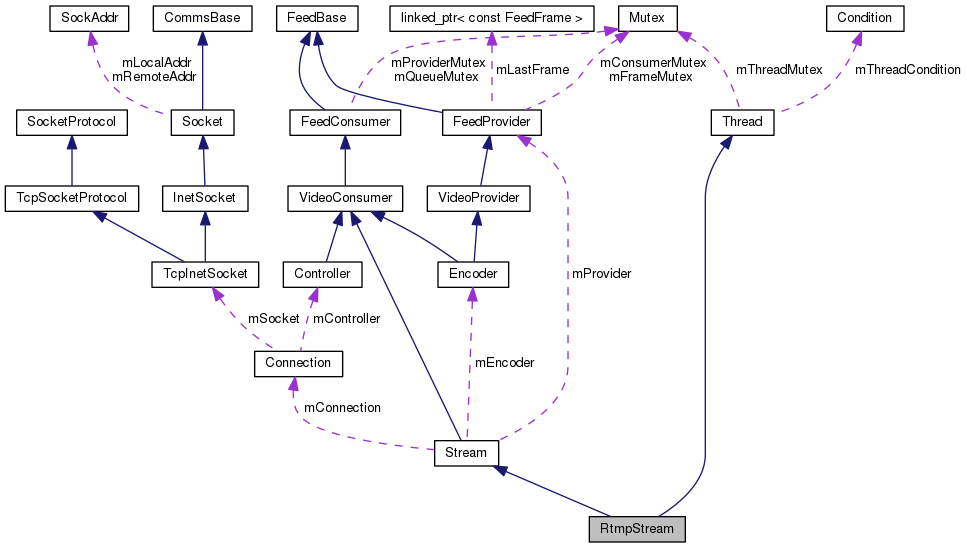 SockAddr
CommsBase
FeedBase
linked_ptr< const FeedFrame >
Mutex
Condition
mLocalAddr
mRemoteAddr
mProviderMutex
mQueueMutex
mLastFrame
mConsumerMutex
mFrameMutex
mThreadMutex
mThreadCondition
SocketProtocol
Socket
FeedConsumer
FeedProvider
Thread
TcpSocketProtocol
InetSocket
VideoConsumer
VideoProvider
TcpInetSocket
Controller
Encoder
mProvider
mSocket
mController
Connection
mEncoder
mConnection
Stream
RtmpStream